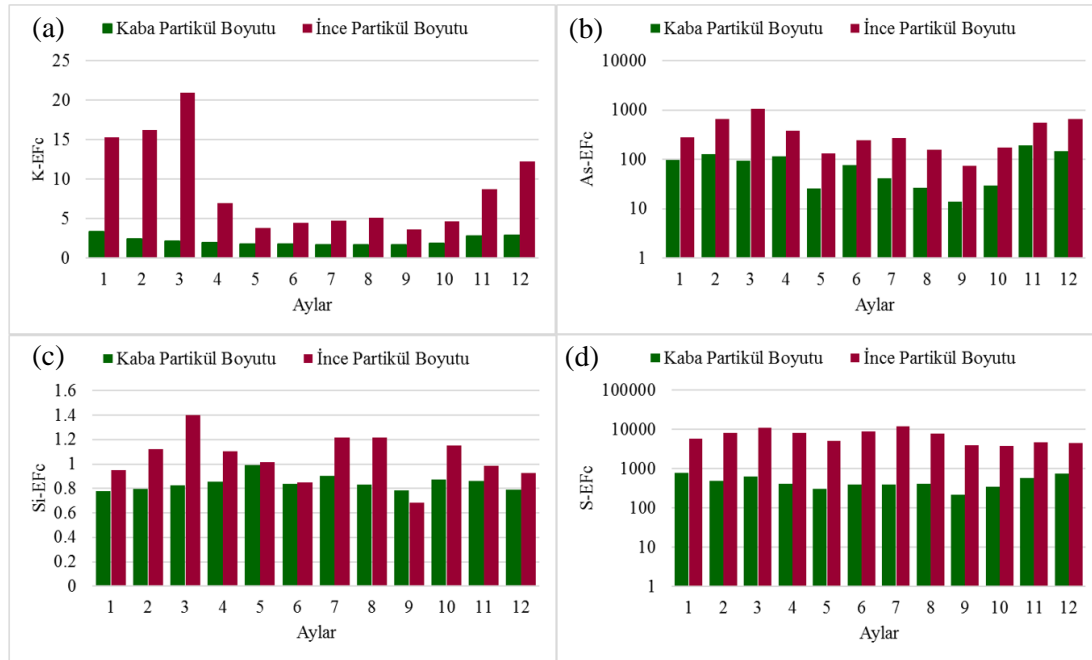 (a)
Kaba Partikül Boyutu İnce Partikül Boyutu
25
20
15
10
5
0
K-EFc
1 2 3 4 5 6 7 8 9 10 11 12
Aylar
(b)
Kaba Partikül Boyutu İnce Partikül Boyutu
10000
1000
100
10
1
As-EFc
1 2 3 4 5 6 7 8 9 10 11 12
Aylar
(c)
Kaba Partikül Boyutu İnce Partikül Boyutu
1.6
1.4
1.2
1
0.8
0.6
0.4
0.2
0
Si-EFc
1 2 3 4 5 6 7 8 9 10 11 12
Aylar
(d)
Kaba Partikül Boyutu İnce Partikül Boyutu
100000
10000
1000
100
10
1
S-EFc
1 2 3 4 5 6 7 8 9 10 11 12
Aylar